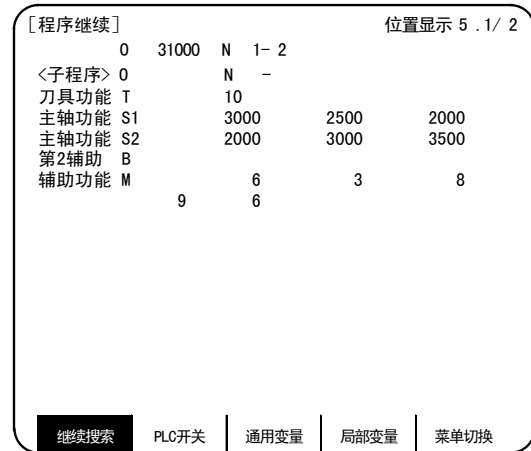 [程序继续] 位置显示 5 .1/ 2
O 31000 N 1- 2
<子程序> O N -
刀具功能 T 10
主轴功能 S1 3000 2500 2000
主轴功能 S2 2000 3000 3500
第2辅助 B
辅助功能 M 6 3 8
9 6
继续搜索 PLC开关 通用变量 局部变量 菜单切换